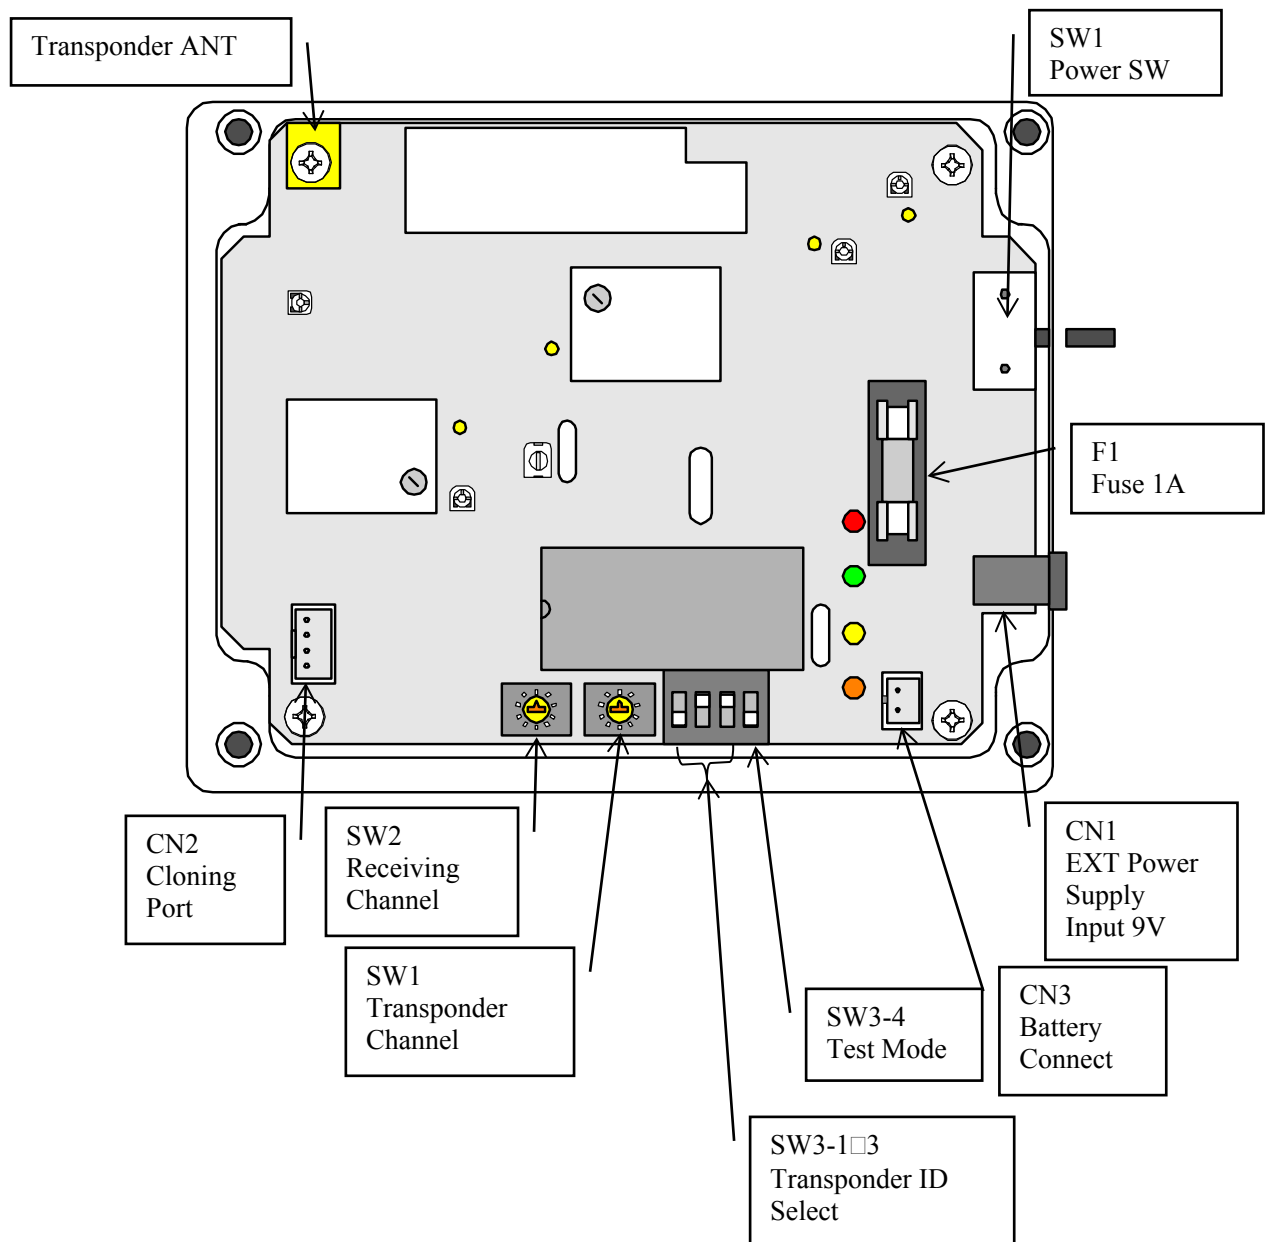 Transponder ANT
SW1
Power SW
F1
Fuse 1A
CN2
Cloning
Port
SW2
Receiving
Channel
SW1
Transponder
Channel
SW3-4
Test Mode
CN3
Battery
Connect
CN1
EXT Power
Supply
Input 9V
SW3-1□3
Transponder ID
Select